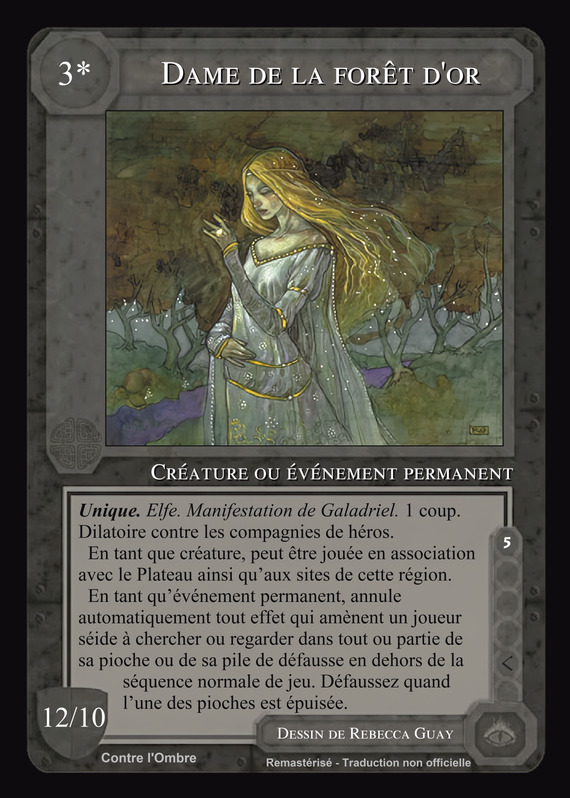 3*
DAME DE LA FORÊT D'OR
CRÉATURE OU ÉVÉNEMENT PERMANENT
Unique. Elfe. Manifestation de Galadriel. 1 coup.
Dilatoire contre les compagnies de héros.
En tant que créature, peut être jouée en association
avec le Plateau ainsi qu’aux sites de cette région.
En tant qu’événement permanent, annule
automatiquement tout effet qui amènent un joueur
séide à chercher ou regarder dans tout ou partie de
sa pioche ou de sa pile de défausse en dehors de la
séquence normale de jeu. Défaussez quand
l’une des pioches est épuisée.
5
12/10
DESSIN DE REBECCA GUAY
Contre l'Ombre
Remastérisé - Traduction non officielle